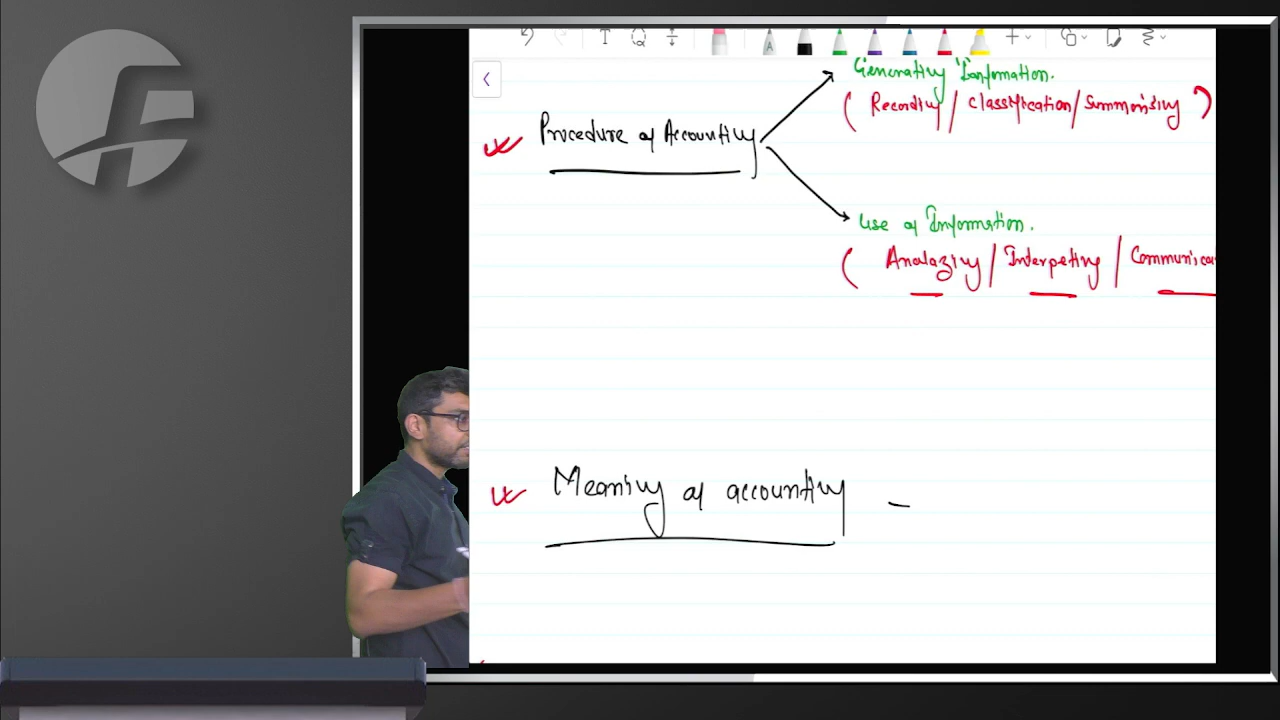 Generating Information.
( Recording / Classification / Summarising )
Procedure of Accounting
Use of Information.
( Analazing / Interpeting / Communica
Meaning of accounting –